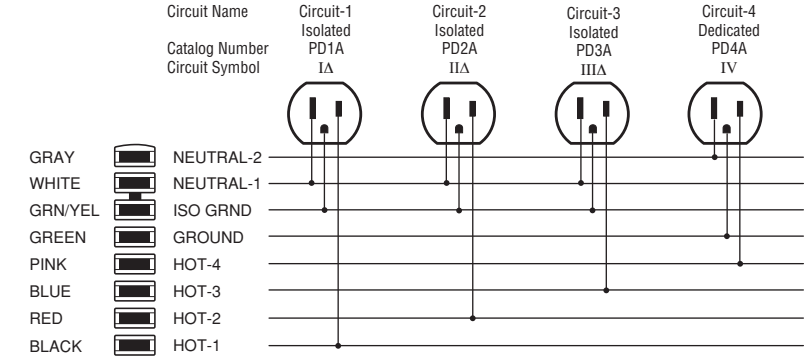 Circuit Name Circuit-1 Circuit-2 Circuit-3 Circuit-4
Isolated Isolated Isolated Dedicated
Catalog Number PD1A PD2A PD3A PD4A
Circuit Symbol IΔ IIΔ IIIΔ IV
GRAY NEUTRAL-2
WHITE NEUTRAL-1
GRN/YEL ISO GRND
GREEN GROUND
PINK HOT-4
BLUE HOT-3
RED HOT-2
BLACK HOT-1